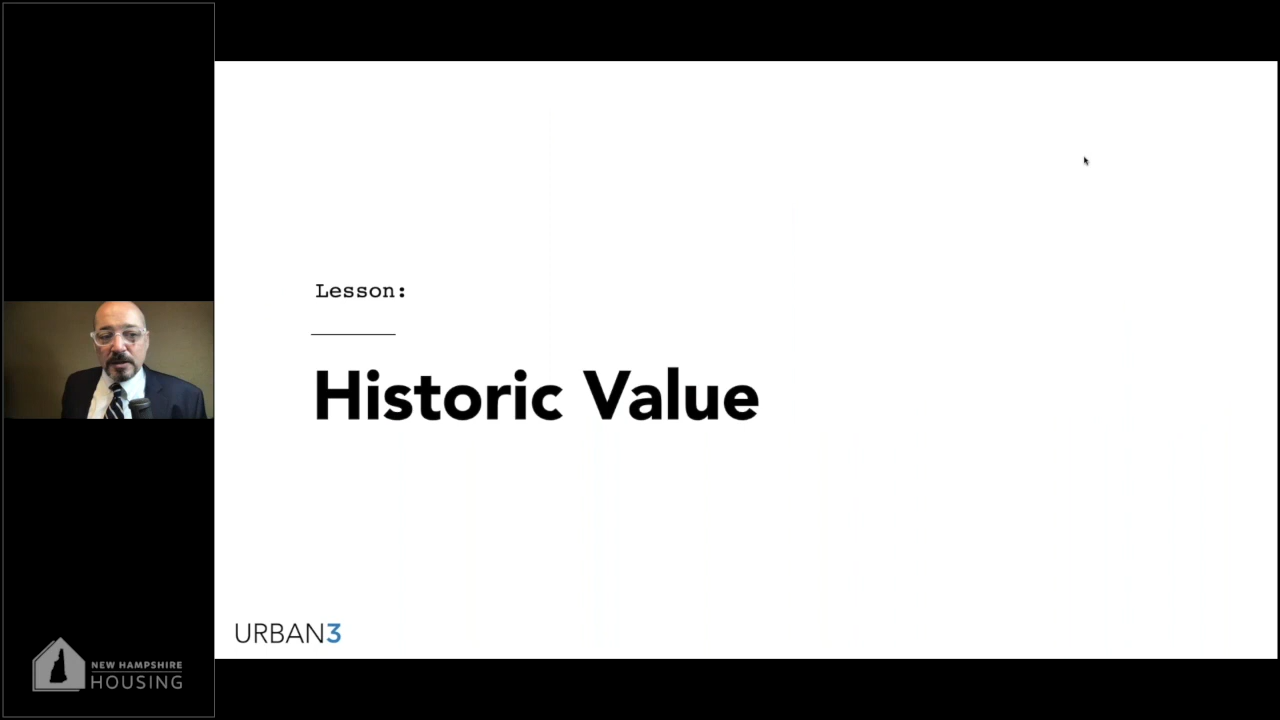 Lesson:
Historic Value
URBAN3
NEW HAMPSHIRE
HOUSING